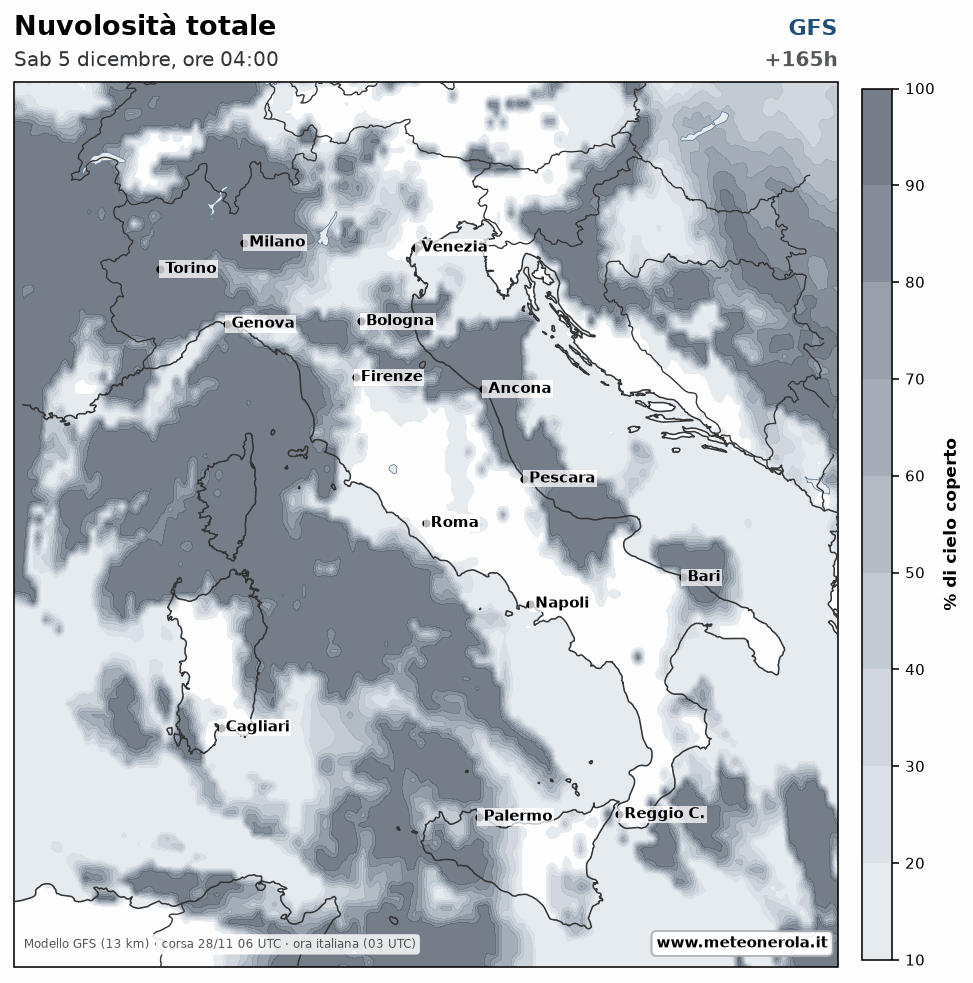 Nuvolosità totale
GFS
Sab 5 dicembre, ore 04:00
+165h
100
90
80
70
60
50
40
30
20
10
% di cielo coperto
Milano
Venezia
Torino
Genova
Bologna
Firenze
Ancona
Pescara
Roma
Bari
Napoli
Cagliari
Palermo
Reggio C.
Modello GFS (13 km) · corsa 28/11 06 UTC · ora italiana (03 UTC)
www.meteonerola.it